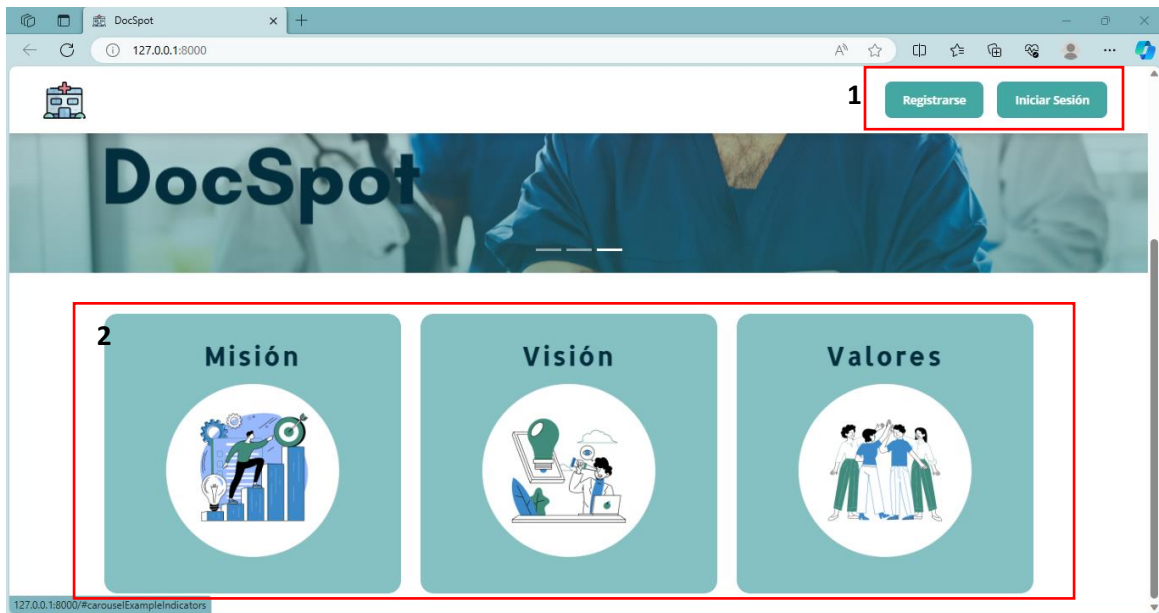 DocSpot
127.0.0.1:8000
1
Registrarse
Iniciar Sesión
DocSpot
2
Misión
Visión
Valores
127.0.0.1:8000/#carouselExampleIndicators